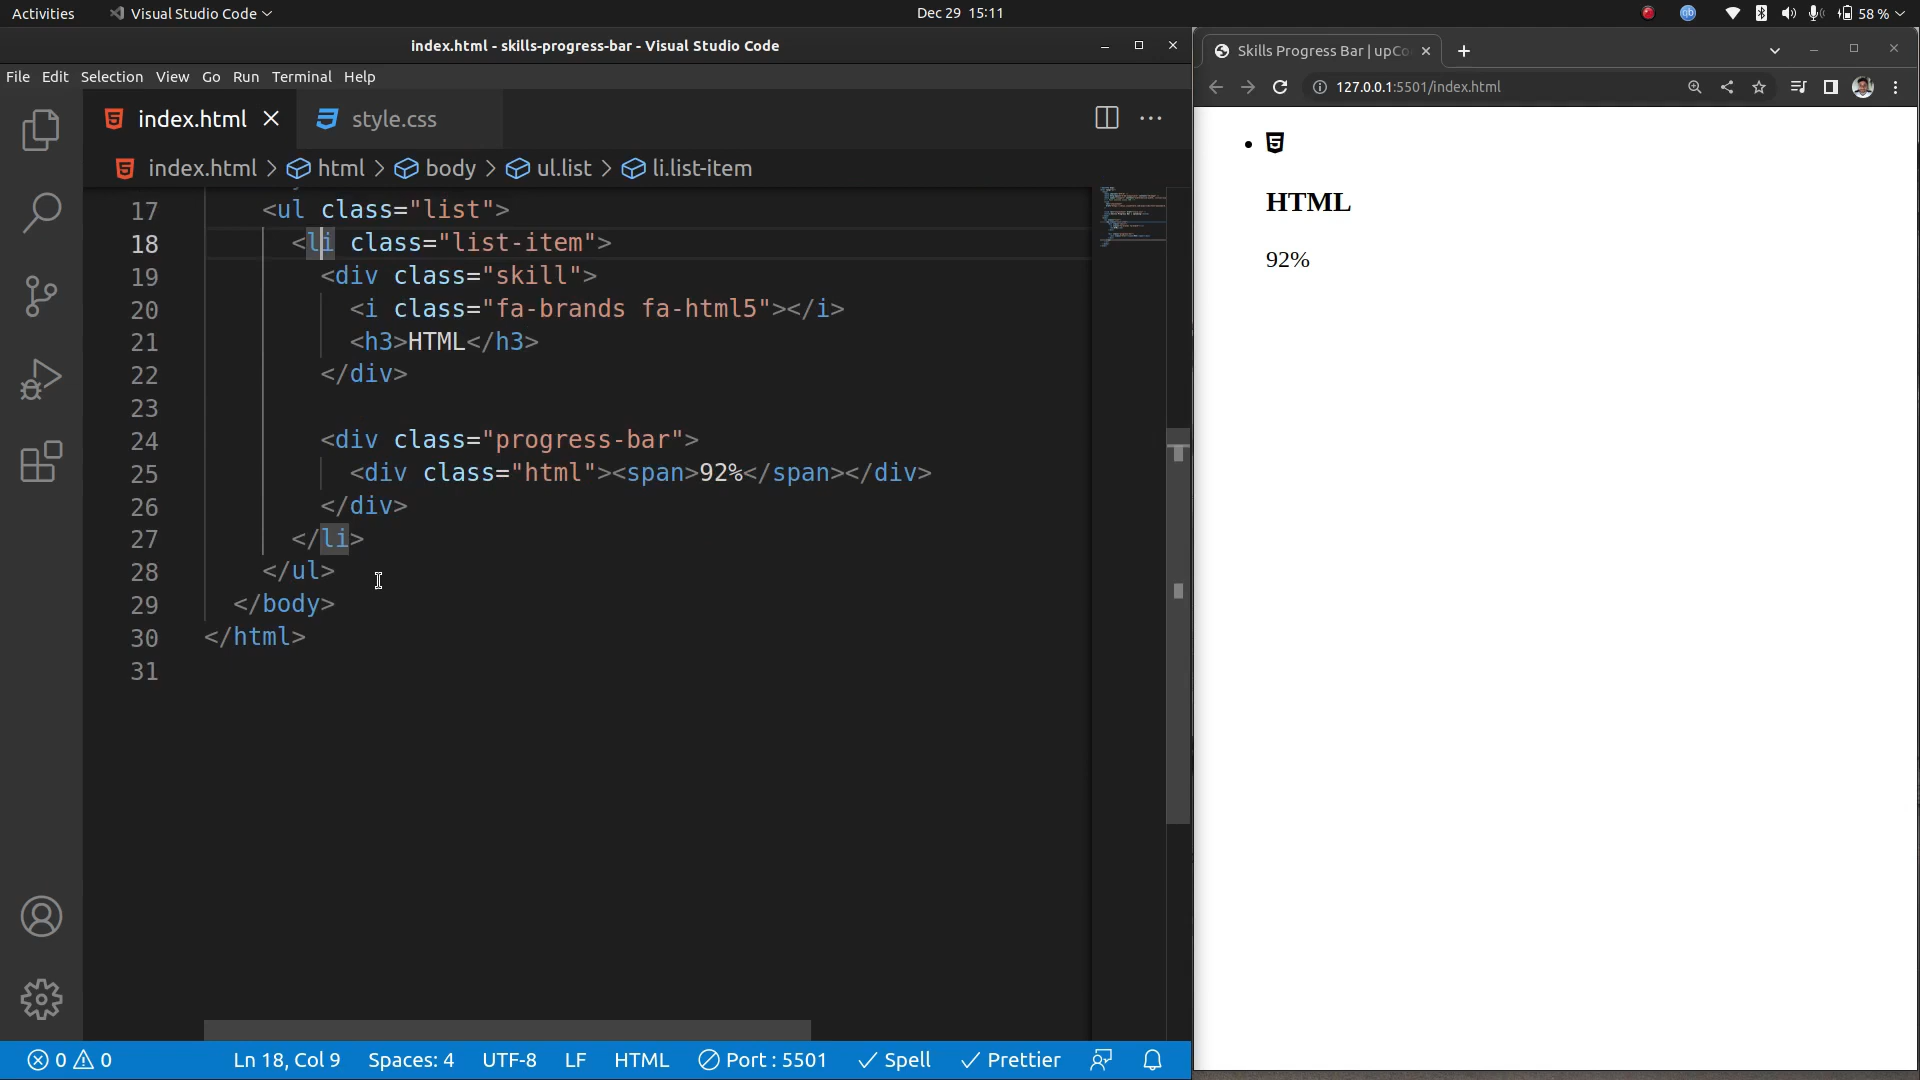 Activities Visual Studio Code Dec 29 15:11 58 %
index.html - skills-progress-bar - Visual Studio Code
File Edit Selection View Go Run Terminal Help
index.html style.css
index.html > html > body > ul.list > li.list-item
17 <ul class="list">
18 <li class="list-item">
19 <div class="skill">
20 <i class="fa-brands fa-html5"></i>
21 <h3>HTML</h3>
22 </div>
23
24 <div class="progress-bar">
25 <div class="html"><span>92%</span></div>
26 </div>
27 </li>
28 </ul>
29 </body>
30 </html>
31
0 0 Ln 18, Col 9 Spaces: 4 UTF-8 LF HTML Port : 5501 Spell Prettier
Skills Progress Bar | upCo
127.0.0.1:5501/index.html
HTML
92%